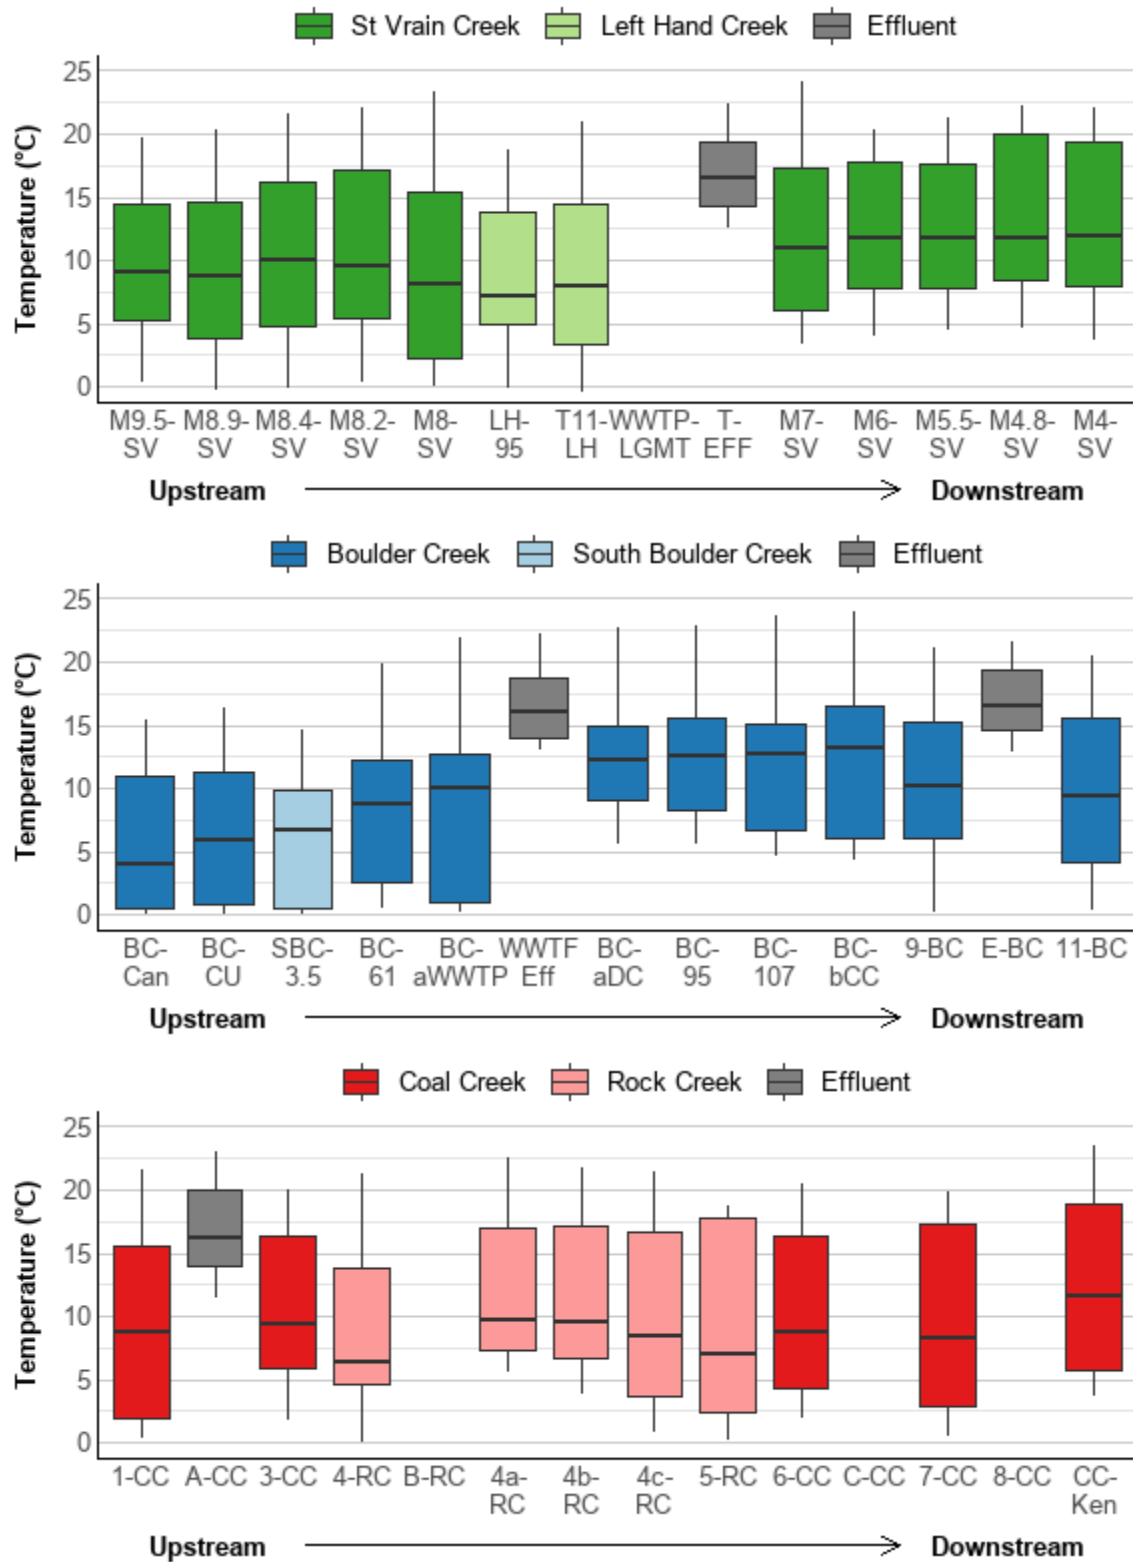 St Vrain Creek Left Hand Creek Effluent
Temperature (°C)
25
20
15
10
5
0
M9.5- M8.9- M8.4- M8.2- M8- LH- T11-WWTP- T- M7- M6- M5.5- M4.8- M4-
SV SV SV SV SV 95 LH LGMT EFF SV SV SV SV SV
Upstream Downstream
Boulder Creek South Boulder Creek Effluent
Temperature (°C)
25
20
15
10
5
0
BC- BC- SBC- BC- BC- WWTF BC- BC- BC- BC- 9-BC E-BC 11-BC
Can CU 3.5 61 aWWTP Eff aDC 95 107 bCC
Upstream Downstream
Coal Creek Rock Creek Effluent
Temperature (°C)
25
20
15
10
5
0
1-CC A-CC 3-CC 4-RC B-RC 4a- 4b- 4c- 5-RC 6-CC C-CC 7-CC 8-CC CC-
RC RC RC Ken
Upstream Downstream